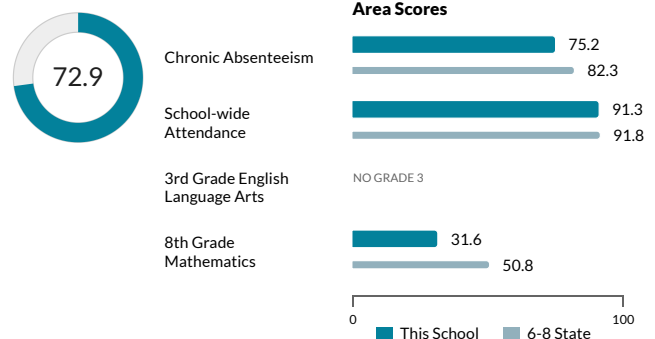 Area Scores
72.9
Chronic Absenteeism
75.2
82.3
School-wide
Attendance
91.3
91.8
3rd Grade English
Language Arts
NO GRADE 3
8th Grade
Mathematics
31.6
50.8
0
100
This School
6-8 State